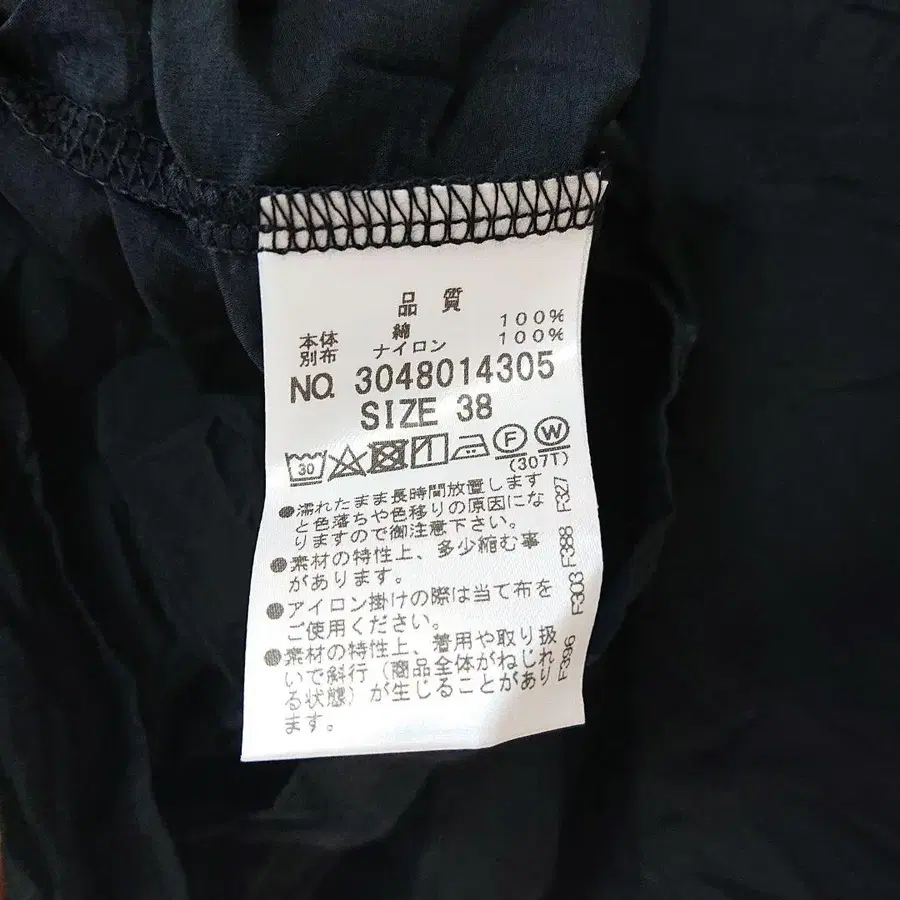 品質
本体 綿 100%
別布 ナイロン 100%
NO. 3048014305
SIZE 38
30 F W
(307T)
●濡れたまま長時間放置します
と色落ちや色移りの原因にな
りますので御注意下さい。
●素材の特性上、多少縮む事
があります。
●アイロン掛けの際は当て布を
ご使用ください。
●素材の特性上、着用や取り扱
いで斜行（商品全体がねじれ
る状態）が生じることがあり
ます。
F396 F303 F388 F327